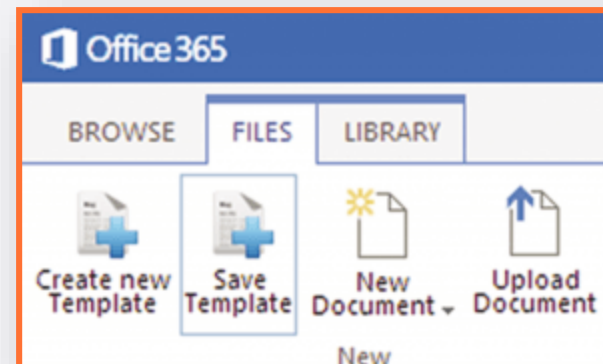 Office 365
BROWSE FILES LIBRARY
Create new Save New Upload
Template Template Document Document
New